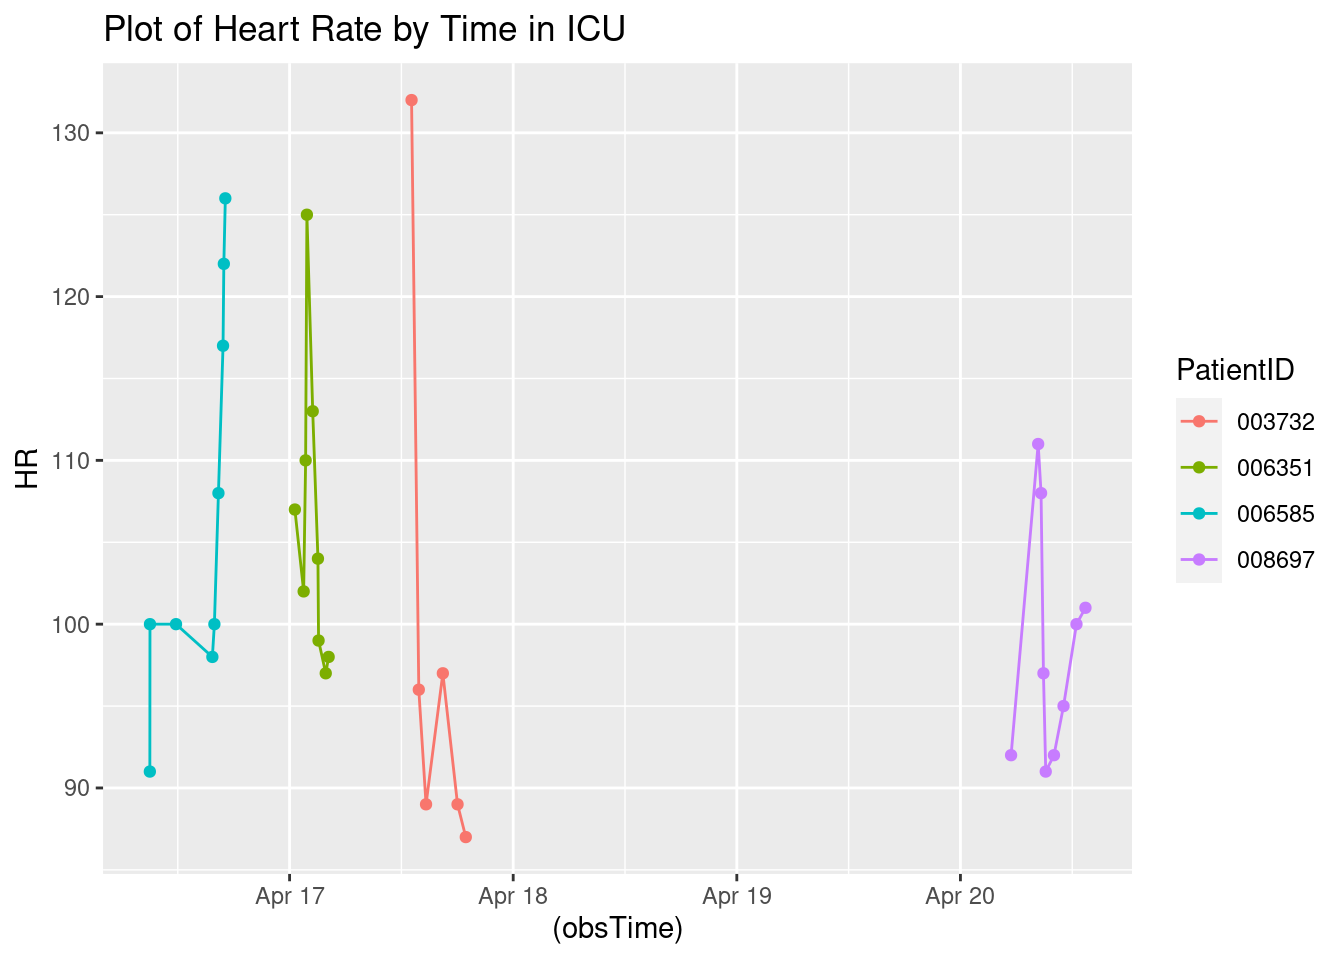 Plot of Heart Rate by Time in ICU
130
120
110
100
90
HR
Apr 17
Apr 18
Apr 19
Apr 20
(obsTime)
PatientID
003732
006351
006585
008697